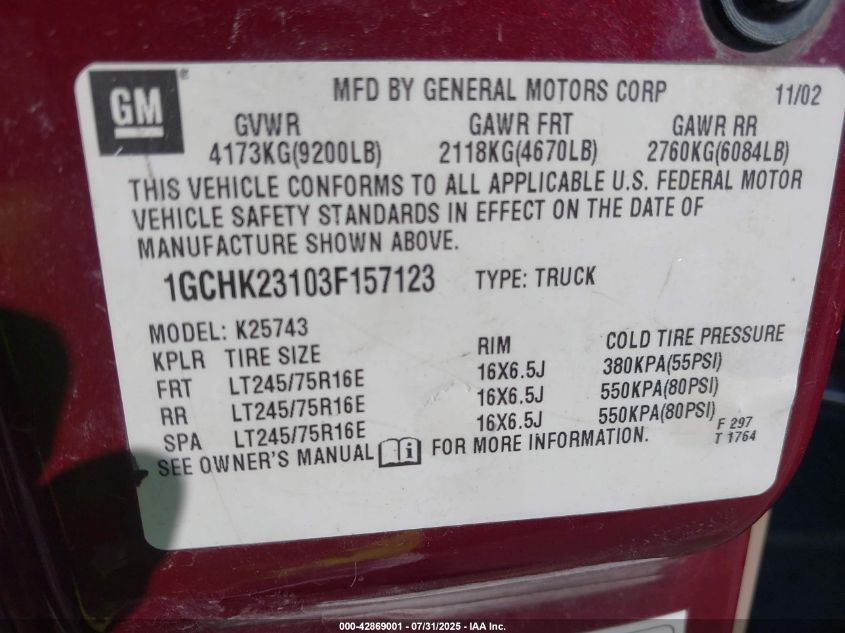 GM ®
MFD BY GENERAL MOTORS CORP 11/02
GVWR GAWR FRT GAWR RR
4173KG(9200LB) 2118KG(4670LB) 2760KG(6084LB)
THIS VEHICLE CONFORMS TO ALL APPLICABLE U.S. FEDERAL MOTOR
VEHICLE SAFETY STANDARDS IN EFFECT ON THE DATE OF
MANUFACTURE SHOWN ABOVE.
1GCHK23103F157123 TYPE: TRUCK
MODEL: K25743
KPLR TIRE SIZE RIM COLD TIRE PRESSURE
FRT LT245/75R16E 16X6.5J 380KPA(55PSI)
RR LT245/75R16E 16X6.5J 550KPA(80PSI)
SPA LT245/75R16E 16X6.5J 550KPA(80PSI)
F 297
T 1764
SEE OWNER'S MANUAL i FOR MORE INFORMATION.
000-42869001 - 07/31/2025 - IAA Inc.